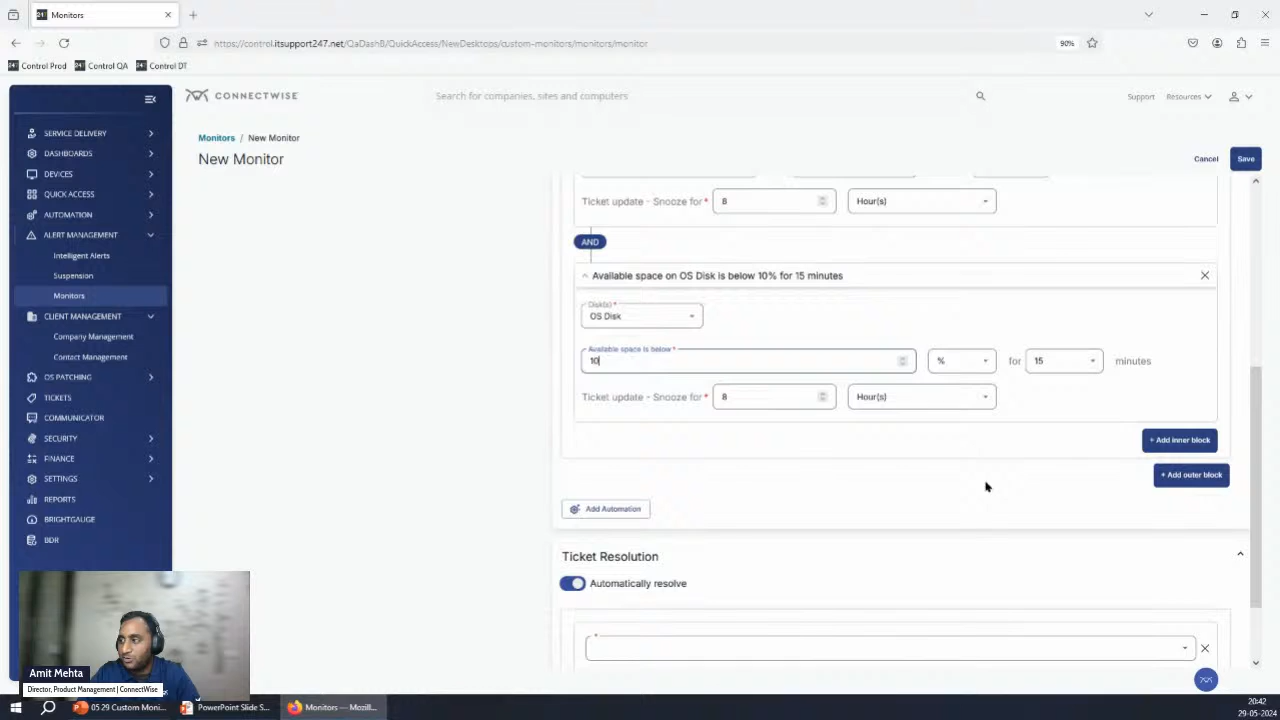 Monitors
https://control.itsupport247.net/QaDashB/QuickAccess/NewDesktops/custom-monitors/monitors/monitor
90%
Control Prod
Control QA
Control DT
CONNECTWISE
Search for companies, sites and computers
Support
Resources
SERVICE DELIVERY
DASHBOARDS
DEVICES
QUICK ACCESS
AUTOMATION
ALERT MANAGEMENT
Intelligent Alerts
Suspension
Monitors
CLIENT MANAGEMENT
Company Management
Contact Management
OS PATCHING
TICKETS
COMMUNICATOR
SECURITY
FINANCE
SETTINGS
REPORTS
BRIGHTGAUGE
BDR
Monitors / New Monitor
New Monitor
Cancel
Save
Ticket update - Snooze for * 8 Hour(s)
AND
Available space on OS Disk is below 10% for 15 minutes
Disk(s) *
OS Disk
Available space is below *
10 % for 15 minutes
Ticket update - Snooze for * 8 Hour(s)
+ Add inner block
+ Add outer block
Add Automation
Ticket Resolution
Automatically resolve
*
Amit Mehta
Director, Product Management | ConnectWise
05 29 Custom Moni...
PowerPoint Slide S...
Monitors — Mozill...
20:42
29-05-2024